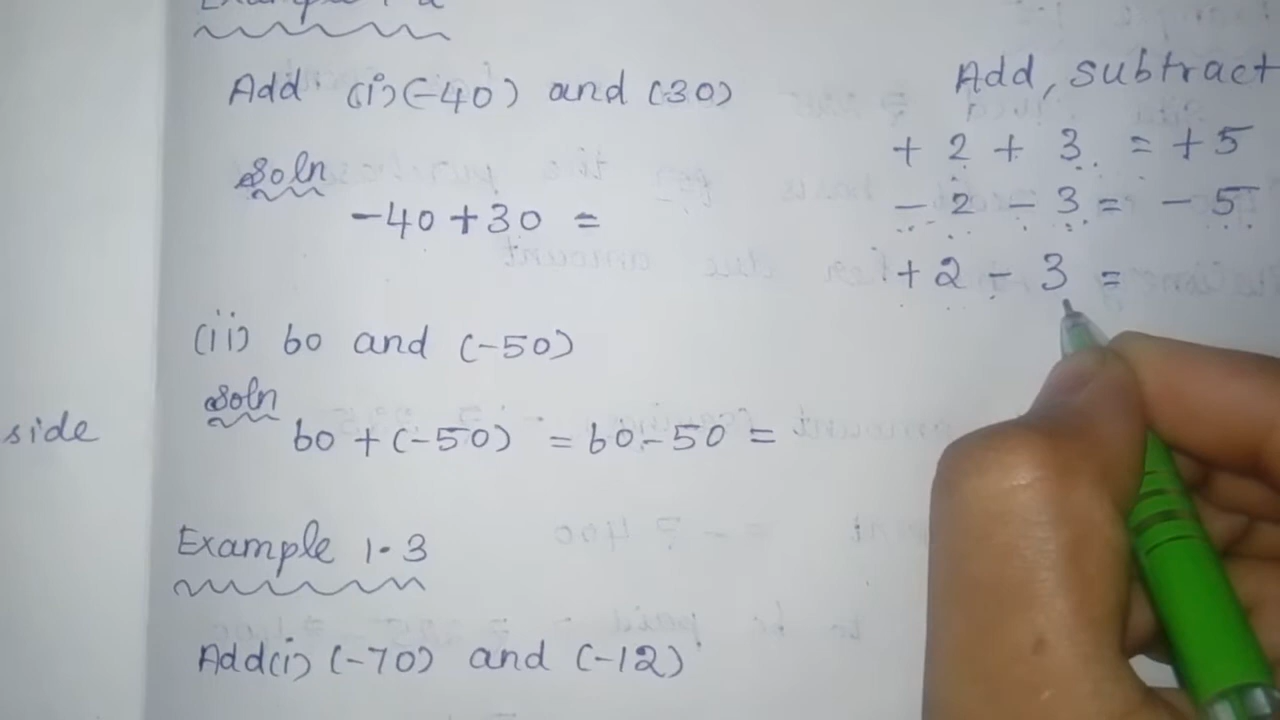 Add (i) (-40) and (30)
Soln
-40 + 30 =
(ii) 60 and (-50)
Soln
60 + (-50) = 60 - 50 =
Example 1.3
Add (i) (-70) and (-12)
side
Add, subtract
+ 2 + 3 = + 5
- 2 - 3 = - 5
+ 2 - 3 =